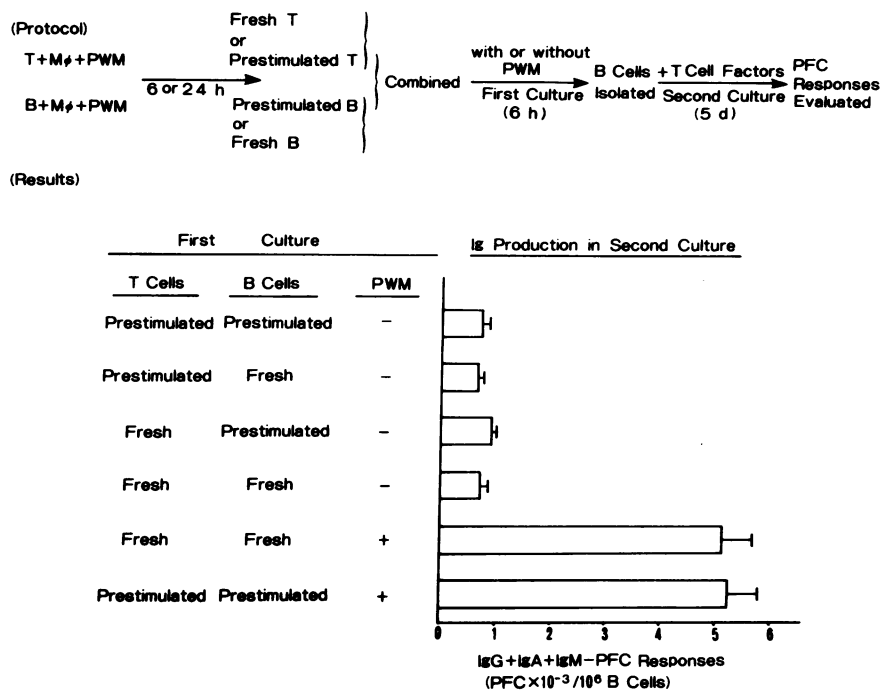 (Protocol)
T+Mφ+PWM
B+Mφ+PWM
6 or 24 h
Fresh T
or
Prestimulated T
Prestimulated B
or
Fresh B
Combined
with or without
PWM
First Culture
(6 h)
B Cells
Isolated
+ T Cell Factors
Second Culture
(5 d)
PFC
Responses
Evaluated
(Results)
First Culture
Ig Production in Second Culture
T Cells B Cells PWM
Prestimulated Prestimulated −
Prestimulated Fresh −
Fresh Prestimulated −
Fresh Fresh −
Fresh Fresh +
Prestimulated Prestimulated +
0 1 2 3 4 5 6
IgG+IgA+IgM-PFC Responses
(PFC×10⁻³/10⁶ B Cells)